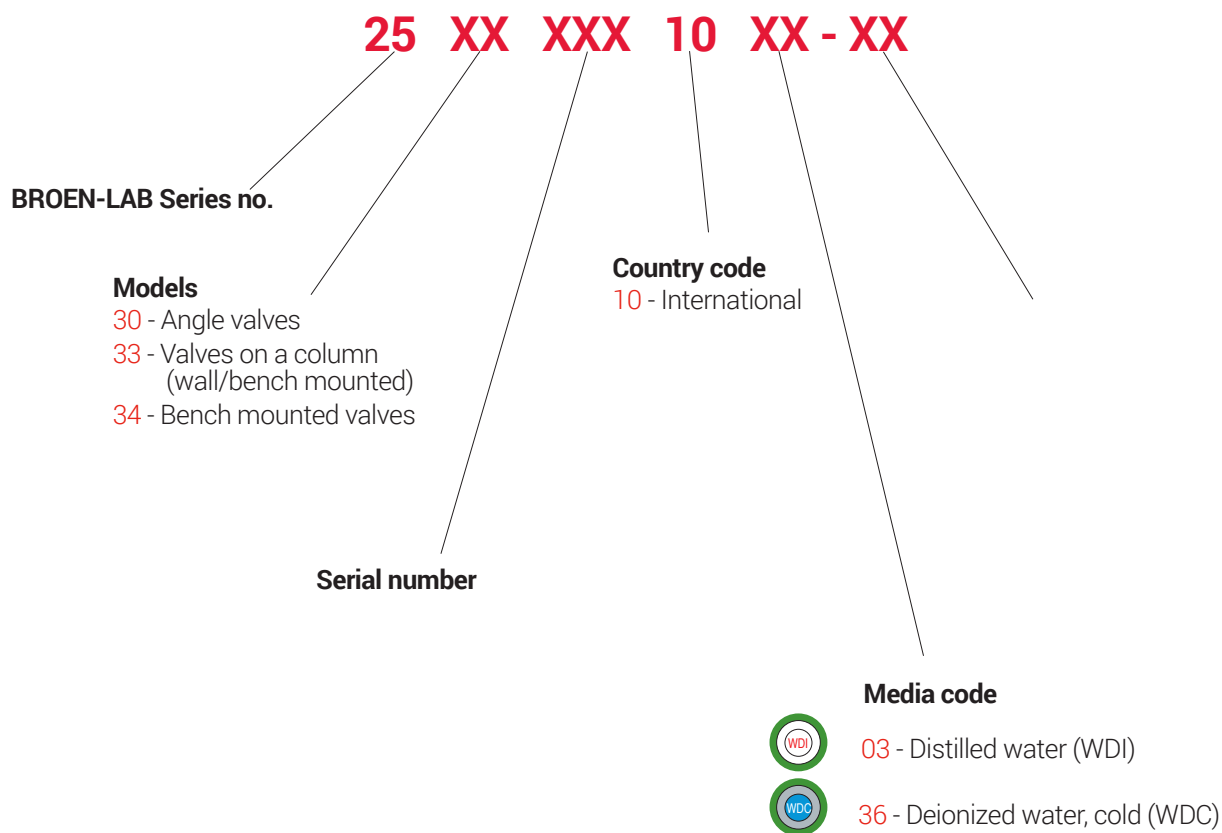 25 XX XXX 10 XX - XX
BROEN-LAB Series no.
Models
30 - Angle valves
33 - Valves on a column
(wall/bench mounted)
34 - Bench mounted valves
Country code
10 - International
Serial number
Media code
WDI
03 - Distilled water (WDI)
WDC
36 - Deionized water, cold (WDC)